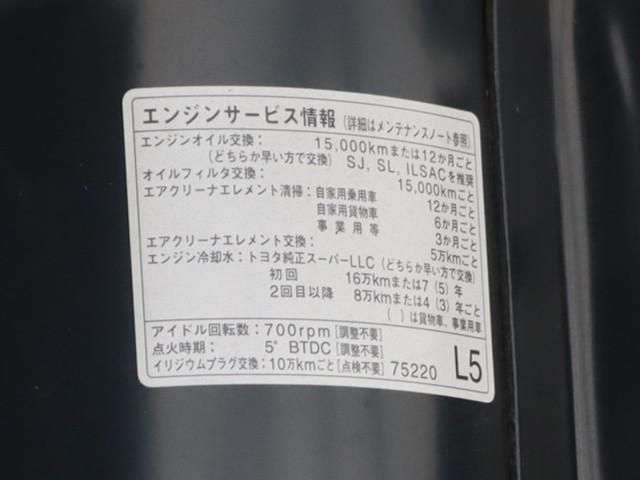 エンジンサービス情報 (詳細はメンテナンスノート参照)
エンジンオイル交換: 15,000kmまたは12か月ごと
(どちらか早い方で交換) SJ, SL, ILSACを推奨
オイルフィルタ交換: 15,000kmごと
エアクリーナエレメント清掃: 自家用乗用車 12か月ごと
自家用貨物車 6か月ごと
事業用等 3か月ごと
エアクリーナエレメント交換: 5万kmごと
エンジン冷却水: トヨタ純正スーパーLLC (どちらか早い方で交換)
初回 16万kmまたは7(5)年
2回目以降 8万kmまたは4(3)年ごと
( )は貨物車、事業用車
アイドル回転数: 700rpm [調整不要]
点火時期: 5° BTDC [調整不要]
イリジウムプラグ交換: 10万kmごと [点検不要] 75220 L5